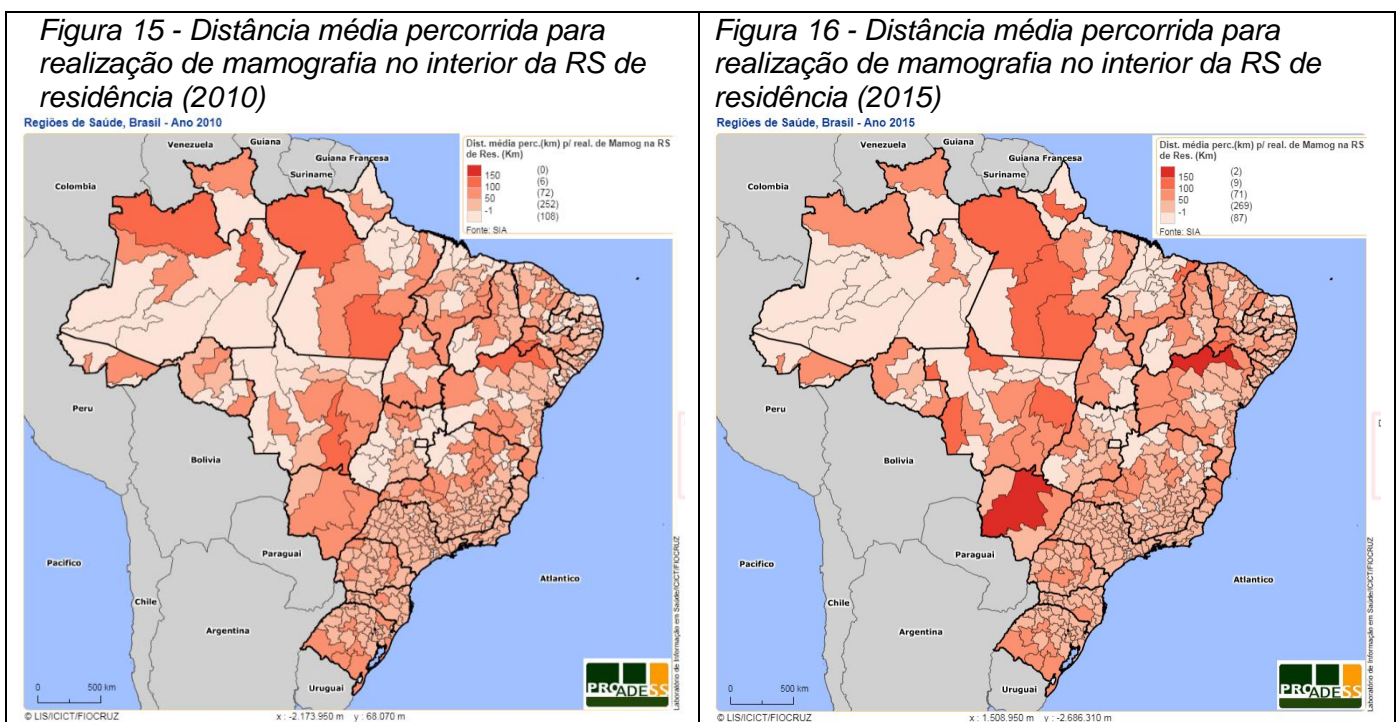 Figura 15 - Distância média percorrida para
realização de mamografia no interior da RS de
residência (2010)
Regiões de Saúde, Brasil - Ano 2010
Dist. média perc.(km) p/ real. de Mamog na RS
de Res. (Km)
(0)
150
(6)
100
(72)
50
(252)
-1
(108)
Fonte: SIA
Venezuela
Guiana
Guiana Francesa
Suriname
Colombia
Peru
Bolivia
Paraguai
Pacifico
Chile
Atlantico
Argentina
Uruguai
0 500 km
PROADESS
Laboratório de Informação em Saúde/ICICT/FIOCRUZ
© LIS/ICICT/FIOCRUZ
x : -2.173.950 m y : 68.070 m
Figura 16 - Distância média percorrida para
realização de mamografia no interior da RS de
residência (2015)
Regiões de Saúde, Brasil - Ano 2015
Dist. média perc.(km) p/ real. de Mamog na RS
de Res. (Km)
(2)
150
(9)
100
(71)
50
(269)
-1
(87)
Fonte: SIA
Venezuela
Guiana
Guiana Francesa
Suriname
Colombia
Peru
Bolivia
Paraguai
Pacifico
Chile
Atlantico
Argentina
Uruguai
0 500 km
PROADESS
Laboratório de Informação em Saúde/ICICT/FIOCRUZ
© LIS/ICICT/FIOCRUZ
x : 1.508.950 m y : -2.686.310 m